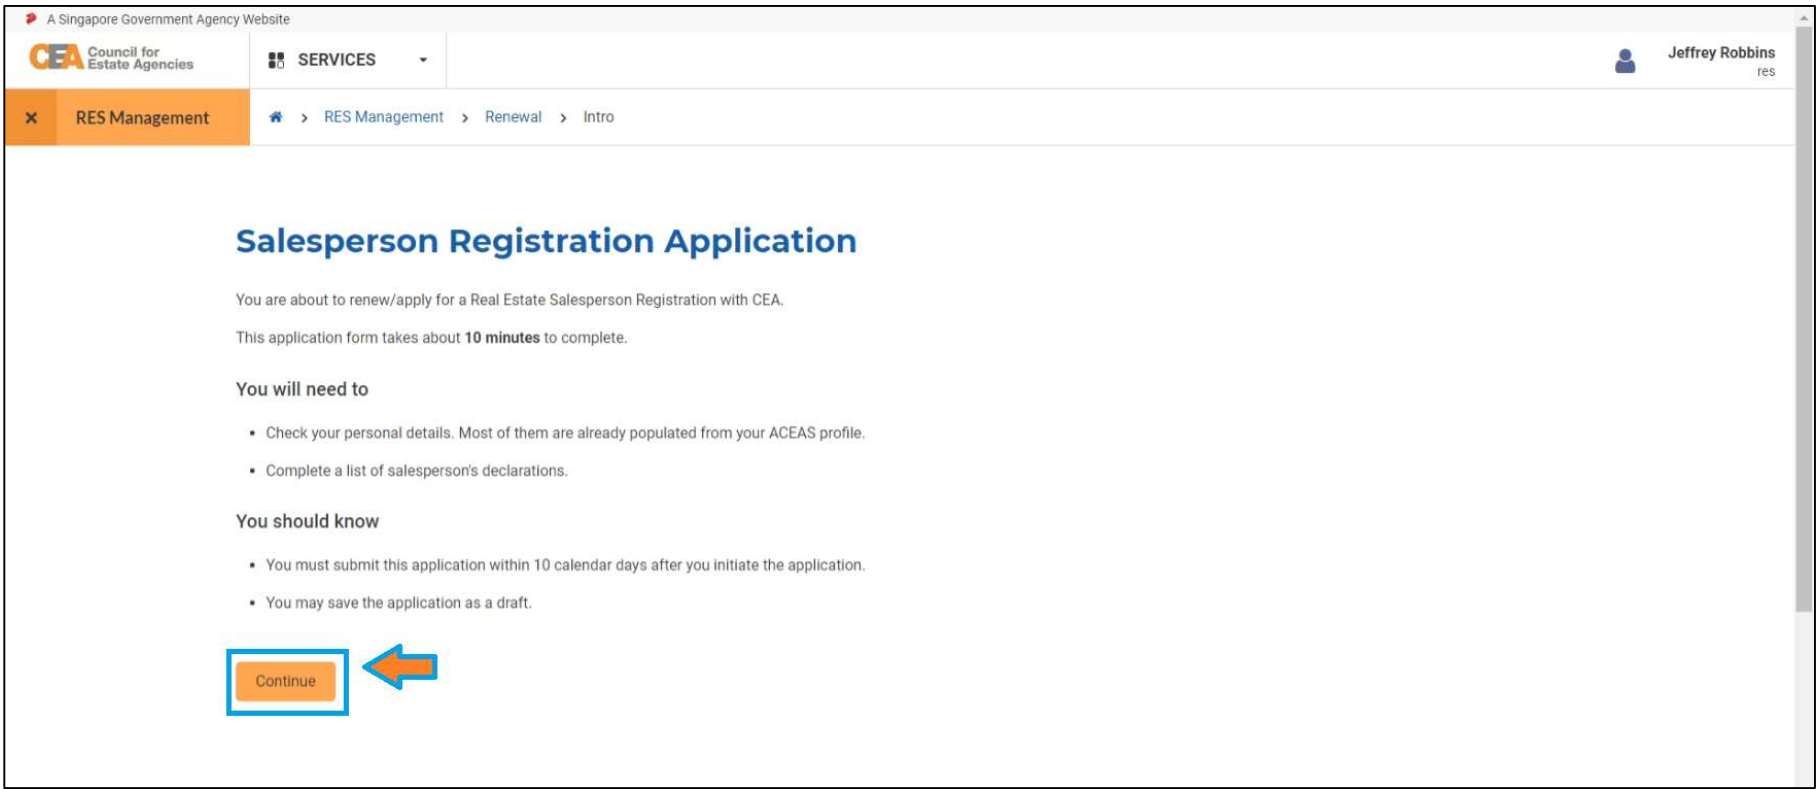 A Singapore Government Agency Website
CEA Council for Estate Agencies
SERVICES
Jeffrey Robbins
res
RES Management
RES Management > Renewal > Intro
Salesperson Registration Application
You are about to renew/apply for a Real Estate Salesperson Registration with CEA.
This application form takes about 10 minutes to complete.
You will need to
• Check your personal details. Most of them are already populated from your ACEAS profile.
• Complete a list of salesperson's declarations.
You should know
• You must submit this application within 10 calendar days after you initiate the application.
• You may save the application as a draft.
Continue